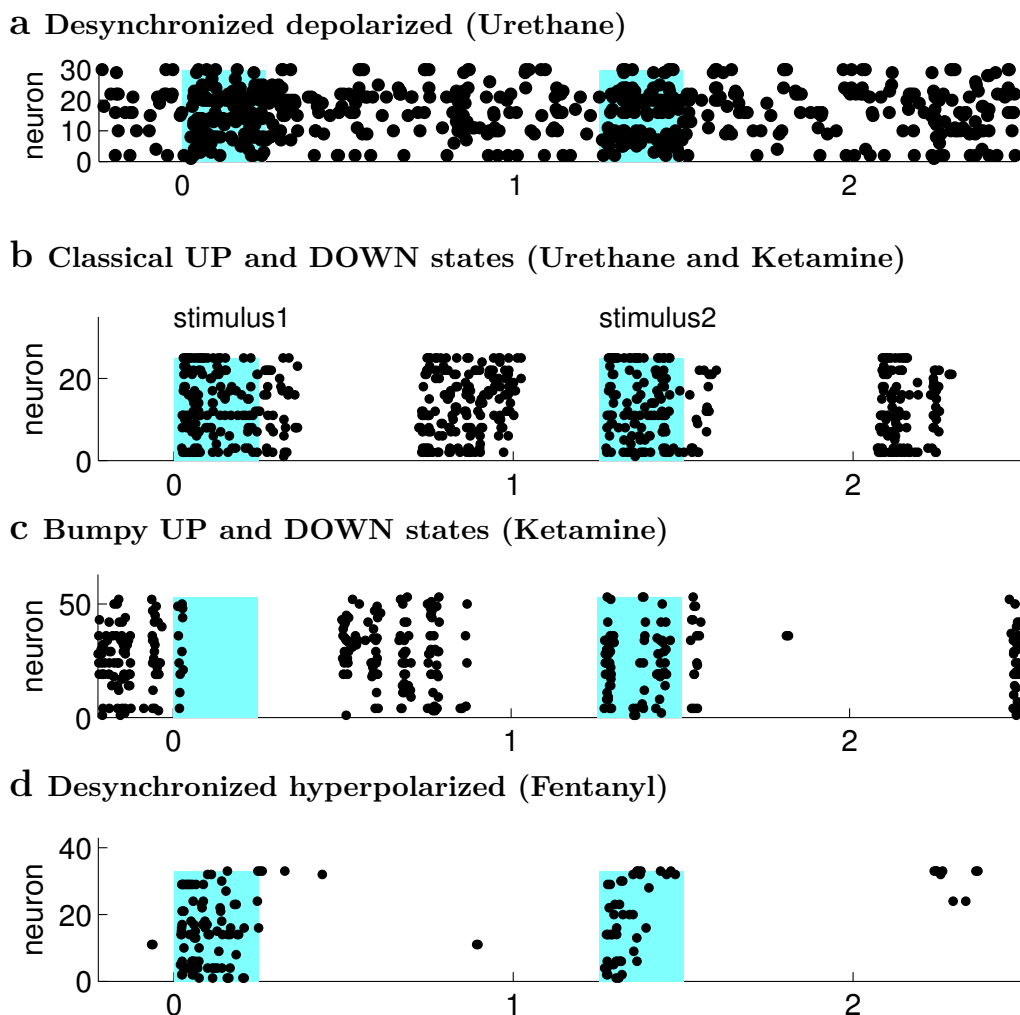 a Desynchronized depolarized (Urethane)
neuron
30
20
10
0
0 1 2
b Classical UP and DOWN states (Urethane and Ketamine)
stimulus1 stimulus2
neuron
20
0
0 1 2
c Bumpy UP and DOWN states (Ketamine)
neuron
50
0
0 1 2
d Desynchronized hyperpolarized (Fentanyl)
neuron
40
20
0
0 1 2